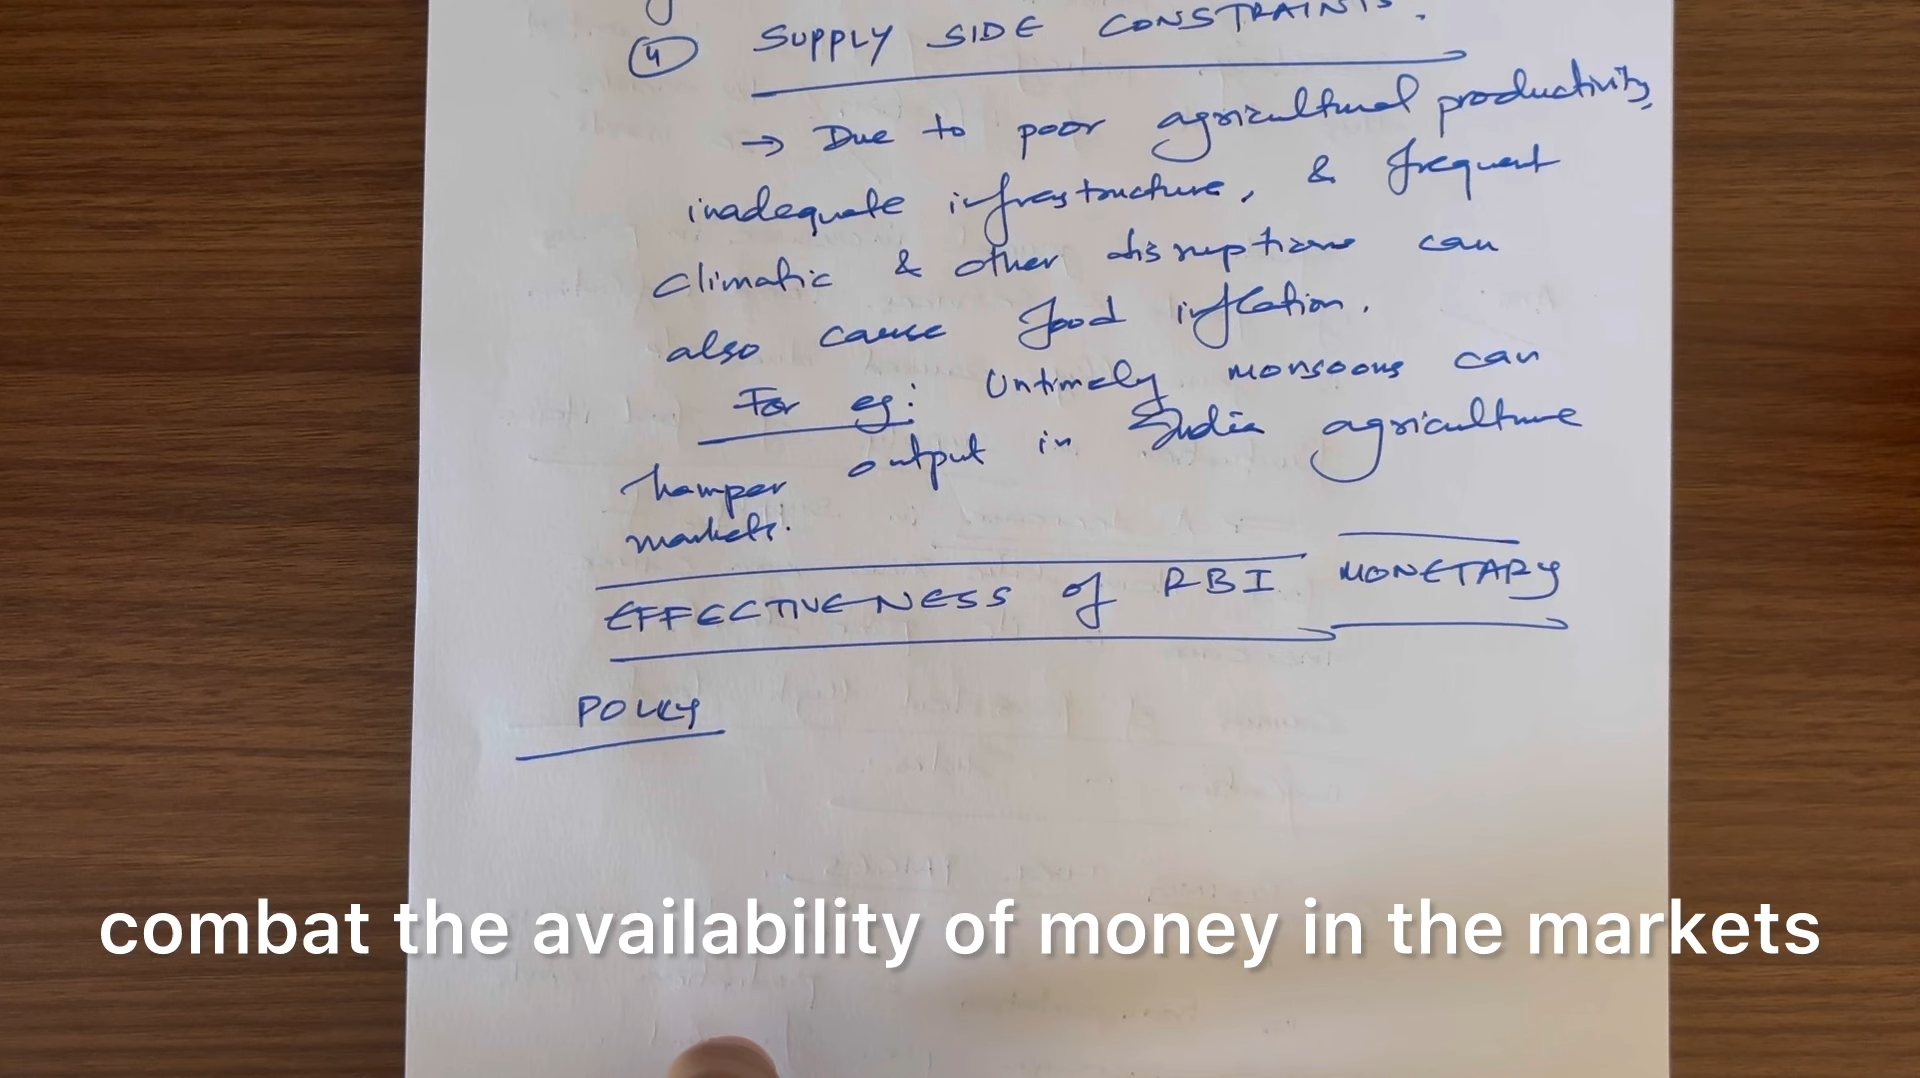 4 SUPPLY SIDE CONSTRAINTS.
→ Due to poor agricultural productivity,
inadequate infrastructure, & frequent
climatic & other disruptions can
also cause food inflation.
For eg: Untimely monsoons can
hamper output in India agriculture
markets.
EFFECTIVENESS of RBI MONETARY
POLICY
combat the availability of money in the markets